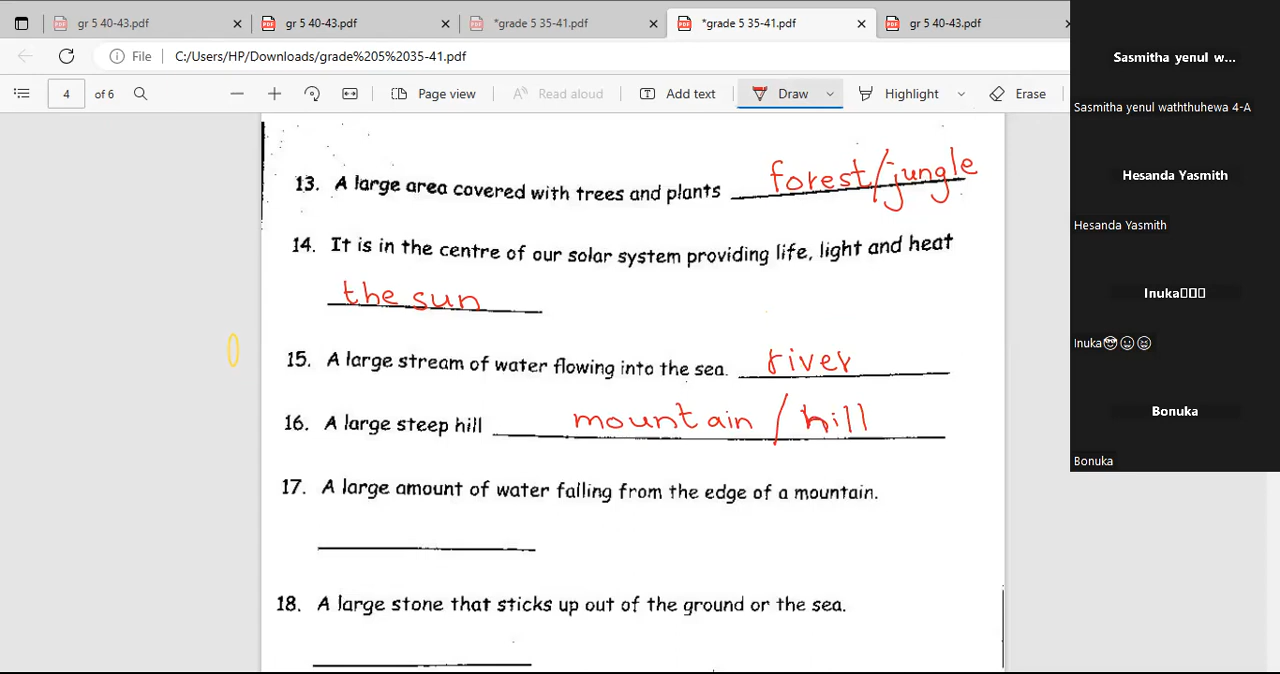 gr 5 40-43.pdf
gr 5 40-43.pdf
*grade 5 35-41.pdf
*grade 5 35-41.pdf
gr 5 40-43.pdf
File C:/Users/HP/Downloads/grade%205%2035-41.pdf
4 of 6 Page view Read aloud Add text Draw Highlight Erase
13. A large area covered with trees and plants forest/jungle
14. It is in the centre of our solar system providing life, light and heat
the sun
15. A large stream of water flowing into the sea. river
16. A large steep hill mountain / hill
17. A large amount of water falling from the edge of a mountain.
18. A large stone that sticks up out of the ground or the sea.
Sasmitha yenul w...
Sasmitha yenul waththuhewa 4-A
Hesanda Yasmith
Hesanda Yasmith
Inuka
Inuka😎😐😖
Bonuka
Bonuka